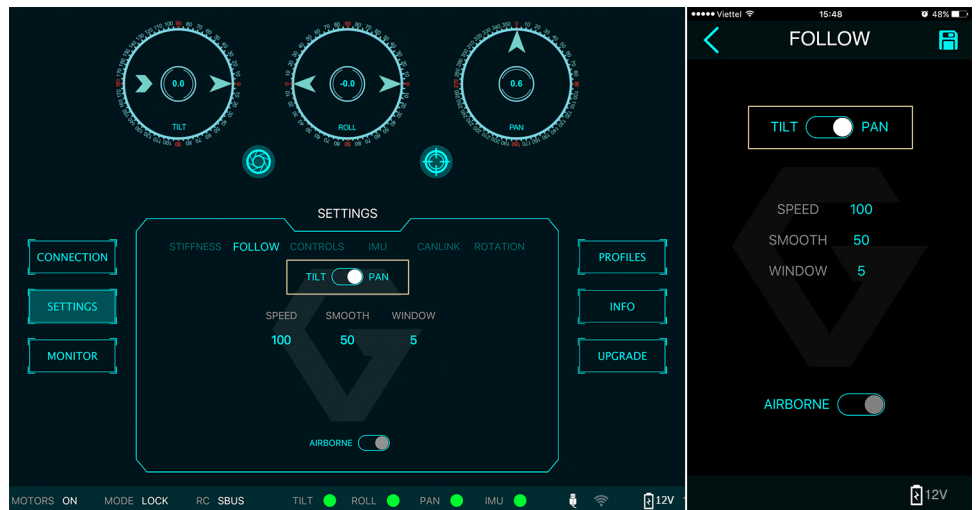 0.0
TILT
-0.0
ROLL
0.6
PAN
SETTINGS
STIFFNESS FOLLOW CONTROLS IMU CANLINK ROTATION
TILT PAN
SPEED SMOOTH WINDOW
100 50 5
AIRBORNE
CONNECTION
SETTINGS
MONITOR
PROFILES
INFO
UPGRADE
MOTORS ON MODE LOCK RC SBUS TILT ROLL PAN IMU 12V
Viettel 15:48 48%
FOLLOW
TILT PAN
SPEED 100
SMOOTH 50
WINDOW 5
AIRBORNE
12V